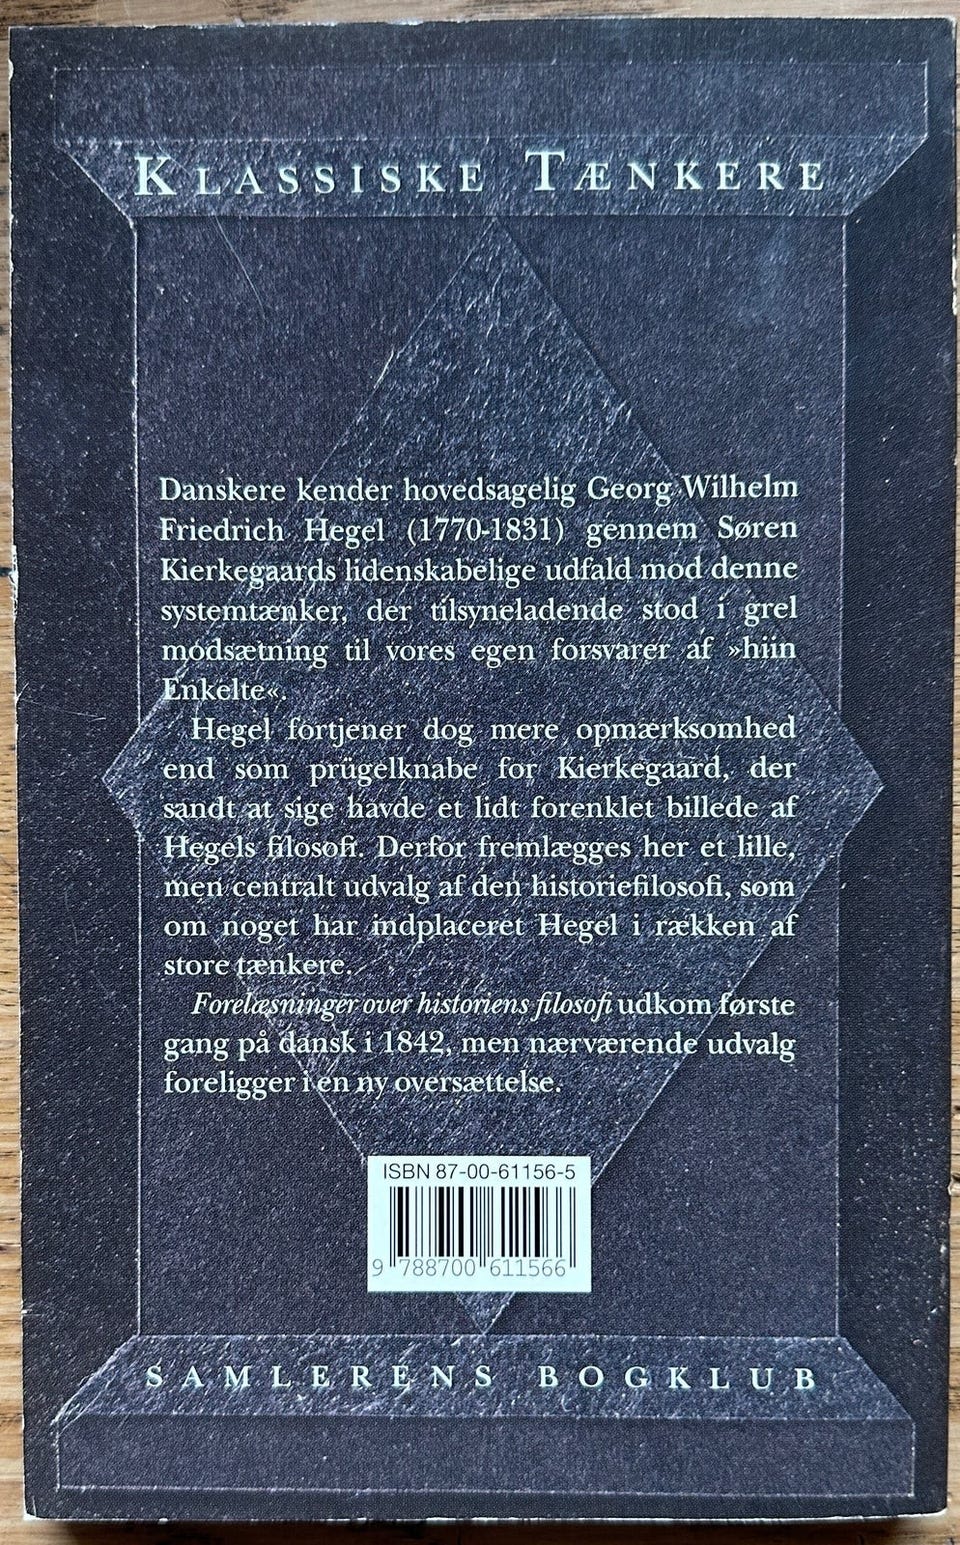 KLASSISKE TÆNKERE
Danskere kender hovedsagelig Georg Wilhelm
Friedrich Hegel (1770-1831) gennem Søren
Kierkegaards lidenskabelige udfald mod denne
systemtænker, der tilsyneladende stod i grel
modsætning til vores egen forsvarer af »hiin
Enkelte«.
Hegel fortjener dog mere opmærksomhed
end som prügelknabe for Kierkegaard, der
sandt at sige havde et lidt forenklet billede af
Hegels filosofi. Derfor fremlægges her et lille,
men centralt udvalg af den historiefilosofi, som
om noget har indplaceret Hegel i rækken af
store tænkere.
Forelæsninger over historiens filosofi udkom første
gang på dansk i 1842, men nærværende udvalg
foreligger i en ny oversættelse.
ISBN 87-00-61156-5
9 788700 611566
SAMLERENS BOGKLUB